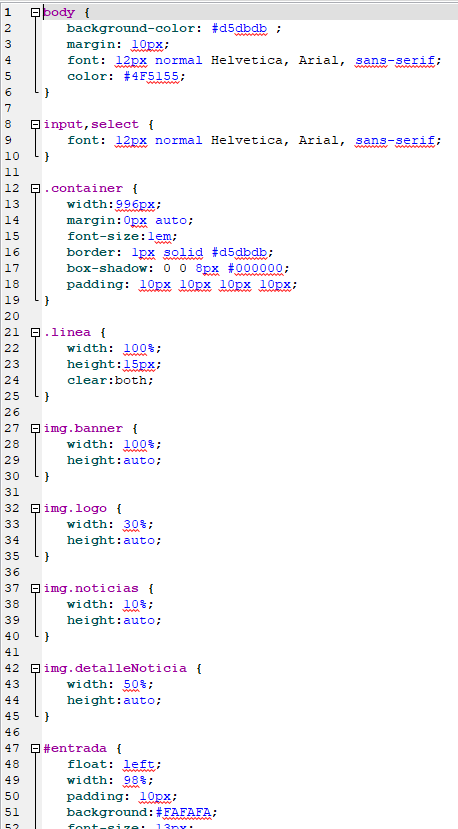 1 body {
2 background-color: #d5dbdb ;
3 margin: 10px;
4 font: 12px normal Helvetica, Arial, sans-serif;
5 color: #4F5155;
6 }
7
8 input,select {
9 font: 12px normal Helvetica, Arial, sans-serif;
10 }
11
12 .container {
13 width:996px;
14 margin:0px auto;
15 font-size:1em;
16 border: 1px solid #d5dbdb;
17 box-shadow: 0 0 8px #000000;
18 padding: 10px 10px 10px 10px;
19 }
20
21 .linea {
22 width: 100%;
23 height:15px;
24 clear:both;
25 }
26
27 img.banner {
28 width: 100%;
29 height:auto;
30 }
31
32 img.logo {
33 width: 30%;
34 height:auto;
35 }
36
37 img.noticias {
38 width: 10%;
39 height:auto;
40 }
41
42 img.detalleNoticia {
43 width: 50%;
44 height:auto;
45 }
46
47 #entrada {
48 float: left;
49 width: 98%;
50 padding: 10px;
51 background:#FAFAFA;
52 font-size: 13px;